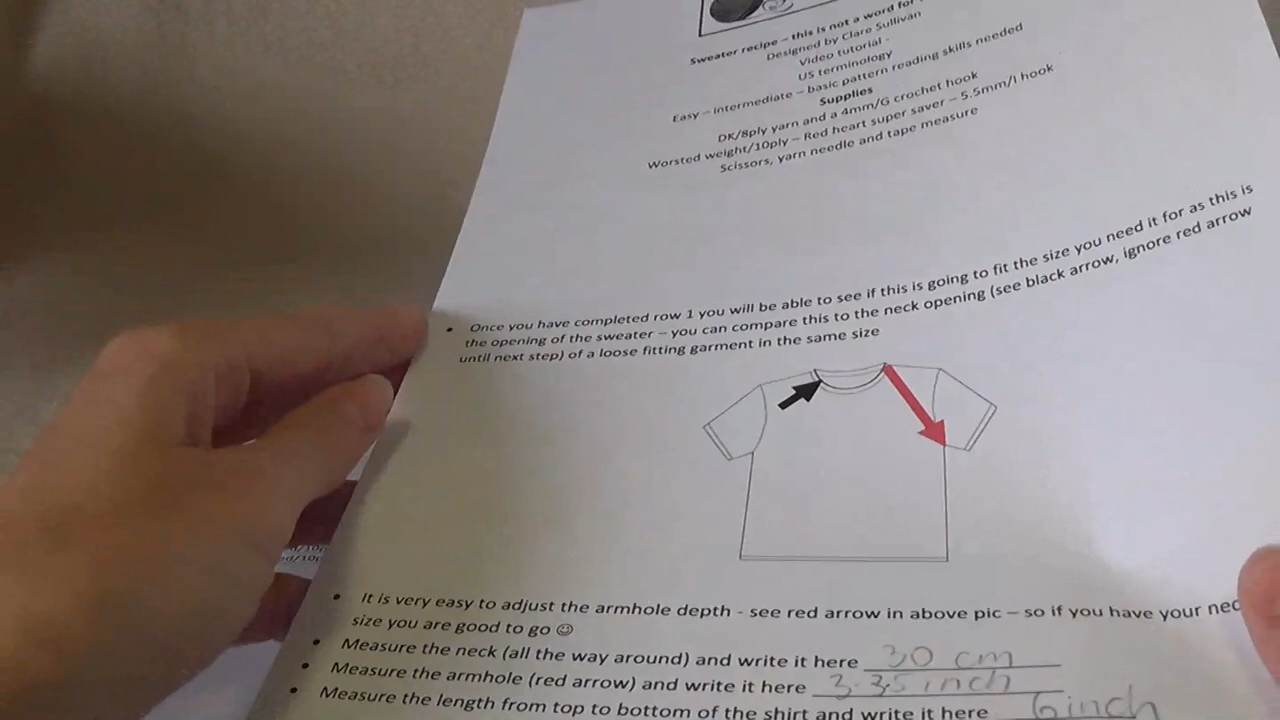 Sweater recipe – this is not a word for
Designed by Clare Sullivan
Video tutorial -
US terminology
Easy – Intermediate – basic pattern reading skills needed
Supplies
DK/8ply yarn and a 4mm/G crochet hook
Worsted weight/10ply – Red heart super saver – 5.5mm/I hook
Scissors, yarn needle and tape measure
• Once you have completed row 1 you will be able to see if this is going to fit the size you need it for as this is
the opening of the sweater – you can compare this to the neck opening (see black arrow, ignore red arrow
until next step) of a loose fitting garment in the same size
• It is very easy to adjust the armhole depth - see red arrow in above pic – so if you have your nec
size you are good to go ☺
• Measure the neck (all the way around) and write it here 30 cm
• Measure the armhole (red arrow) and write it here 3-3.5 inch
• Measure the length from top to bottom of the shirt and write it here 6 inch